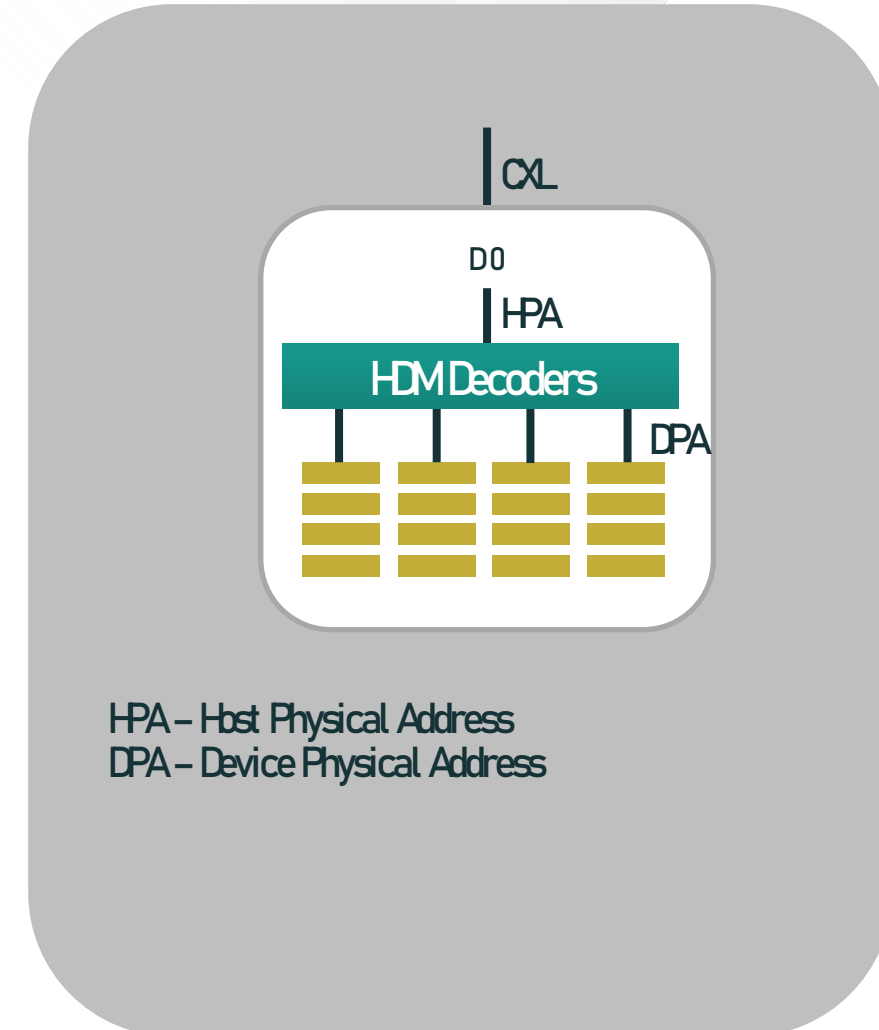 CXL
D0
HPA
HDM Decoders
DPA
HPA – Host Physical Address
DPA – Device Physical Address